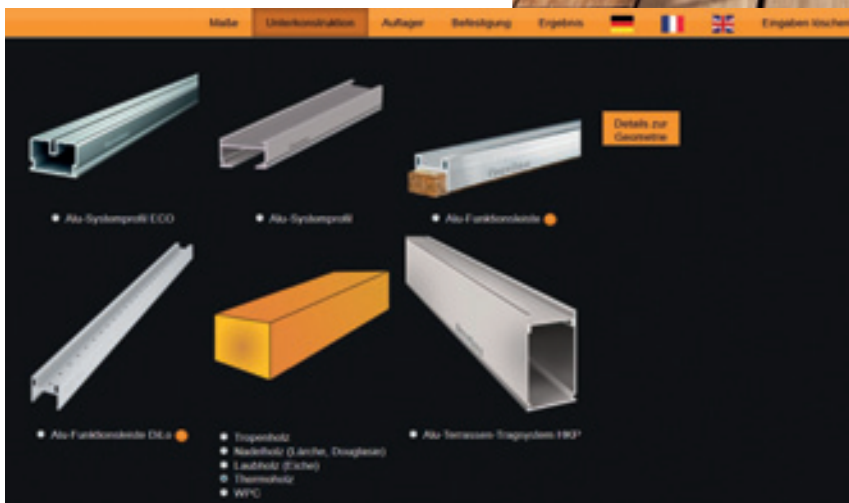 Maße Unterkonstruktion Auflager Befestigung Ergebnis Eingaben löschen
Details zur
Geometrie
Alu-Systemprofil ECO
Alu-Systemprofil
Alu-Funktionsleiste
Alu-Funktionsleiste DiLo
Tropenholz
Nadelholz (Lärche, Douglasie)
Laubholz (Eiche)
Thermoholz
WPC
Alu-Terrassen-Tragsystem HKP